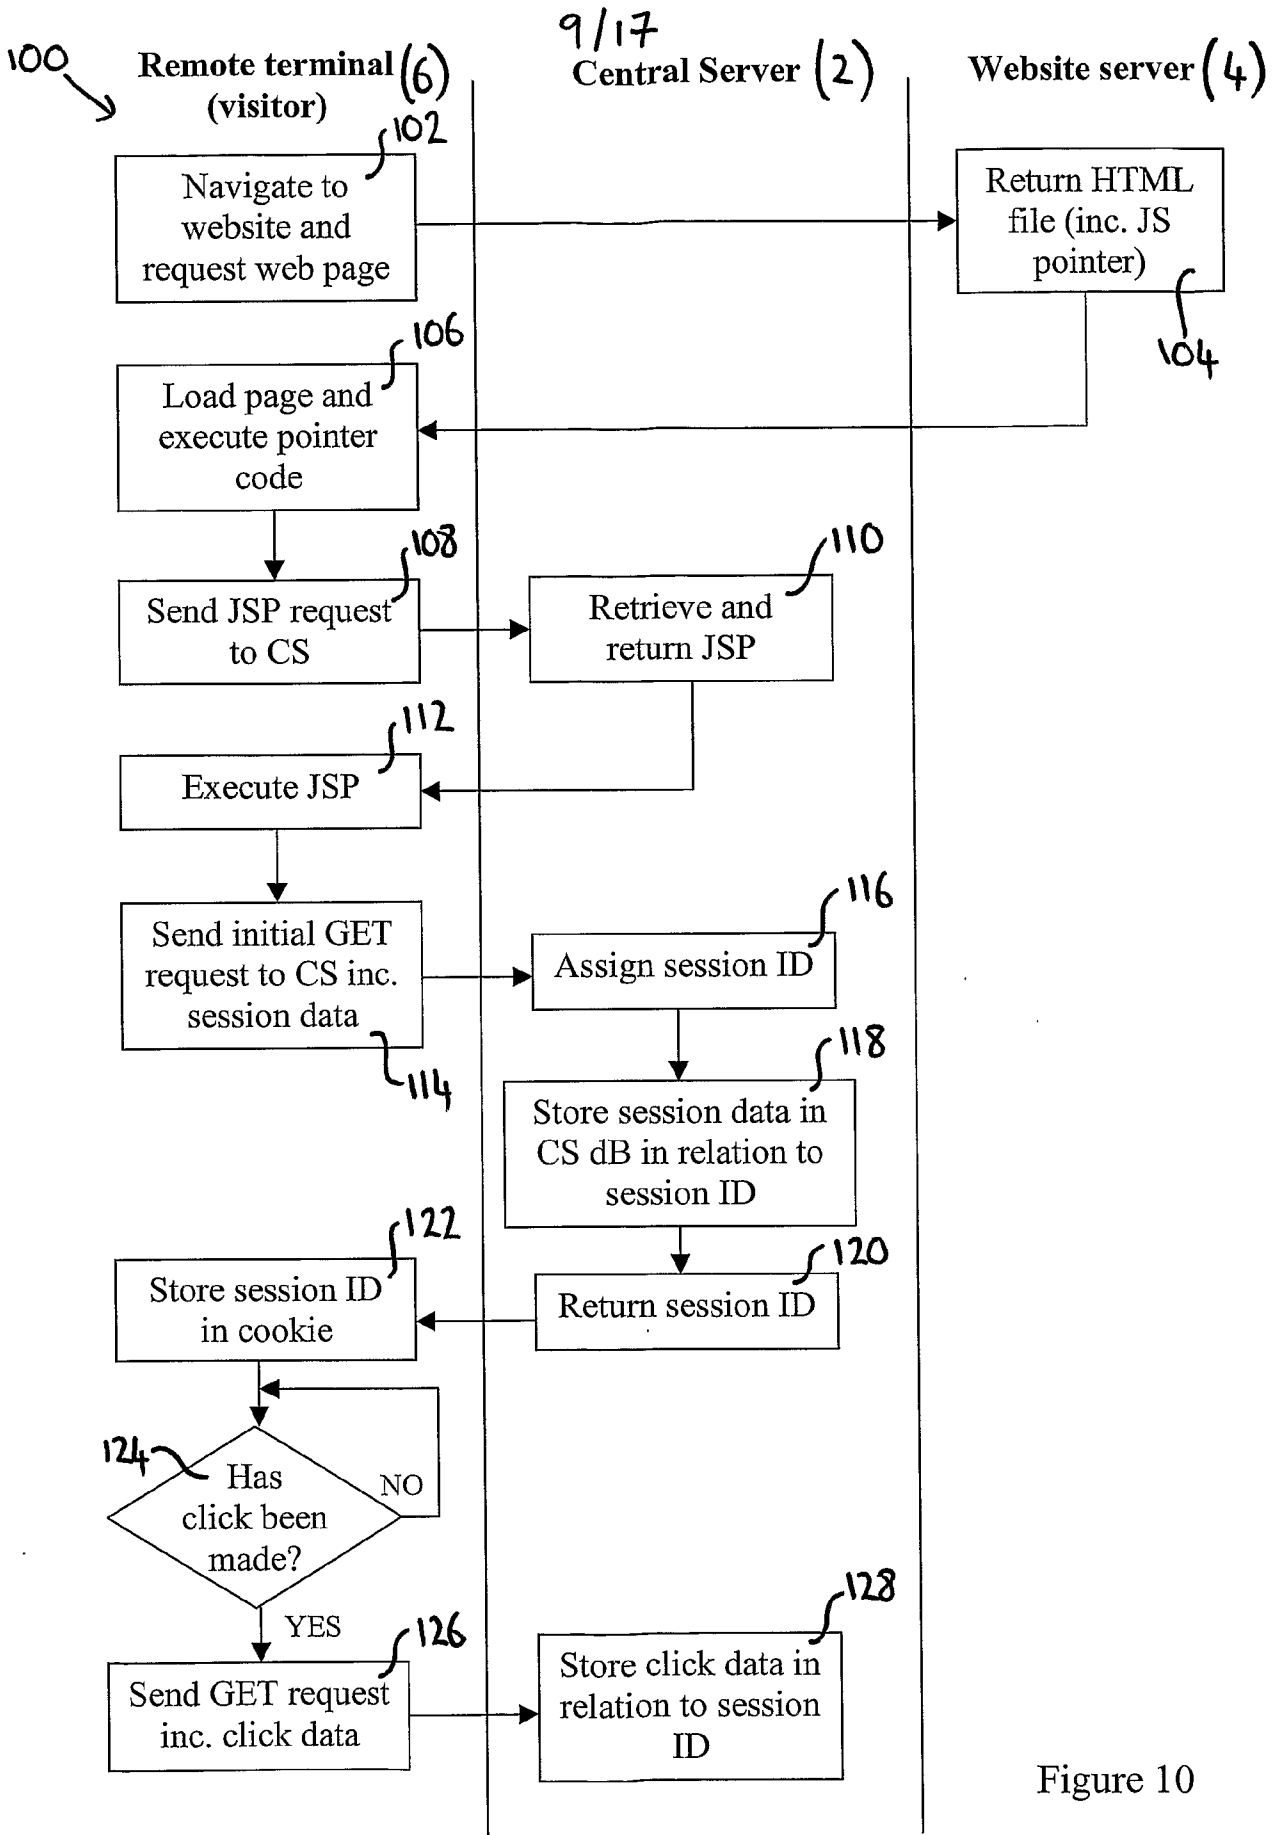 9/17
100
Remote terminal (6)
(visitor)
Central Server (2)
Website server (4)
102
Navigate to
website and
request web page
Return HTML
file (inc. JS
pointer)
104
106
Load page and
execute pointer
code
108
Send JSP request
to CS
110
Retrieve and
return JSP
112
Execute JSP
Send initial GET
request to CS inc.
session data
114
116
Assign session ID
118
Store session data in
CS dB in relation to
session ID
120
Return session ID
122
Store session ID
in cookie
124
Has
click been
made?
NO
YES
126
Send GET request
inc. click data
128
Store click data in
relation to session
ID
Figure 10